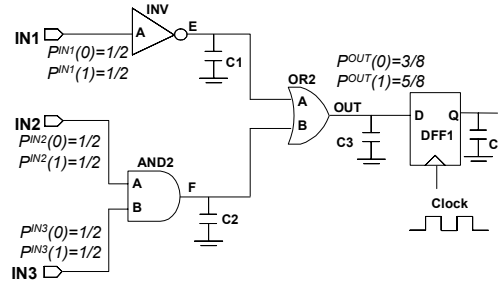 INV
IN1
A
E
P^IN1(0)=1/2
P^IN1(1)=1/2
C1
OR2
P^OUT(0)=3/8
P^OUT(1)=5/8
A
B
OUT
D
Q
DFF1
C3
C
IN2
P^IN2(0)=1/2
P^IN2(1)=1/2
AND2
A
B
F
C2
Clock
P^IN3(0)=1/2
P^IN3(1)=1/2
IN3